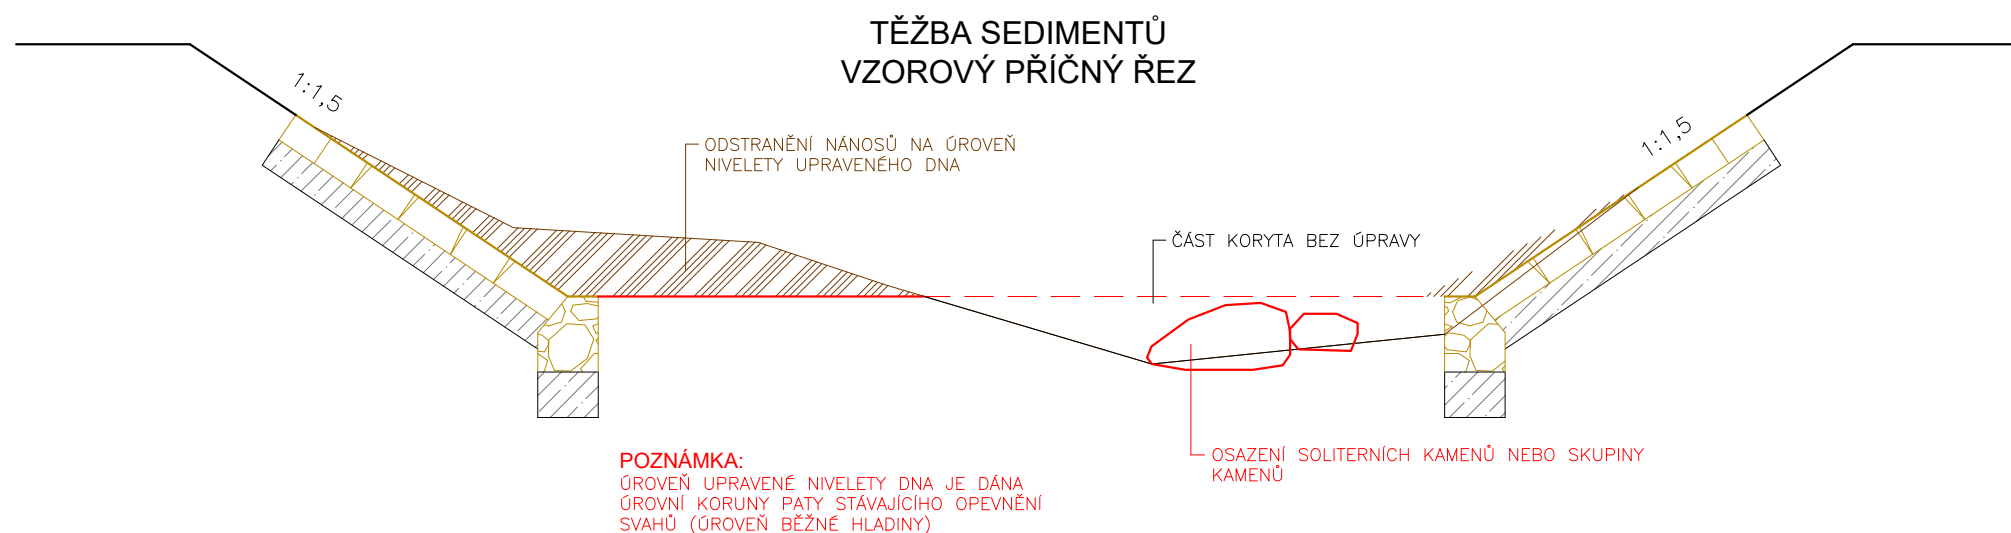 TĚŽBA SEDIMENTŮ
VZOROVÝ PŘÍČNÝ ŘEZ
1:1,5
ODSTRANĚNÍ NÁNOSŮ NA ÚROVEŇ
NIVELETY UPRAVENÉHO DNA
1:1,5
ČÁST KORYTA BEZ ÚPRAVY
OSAZENÍ SOLITERNÍCH KAMENŮ NEBO SKUPINY
KAMENŮ
POZNÁMKA:
ÚROVEŇ UPRAVENÉ NIVELETY DNA JE DÁNA
ÚROVNÍ KORUNY PATY STÁVAJÍCÍHO OPEVNĚNÍ
SVAHŮ (ÚROVEŇ BĚŽNÉ HLADINY)